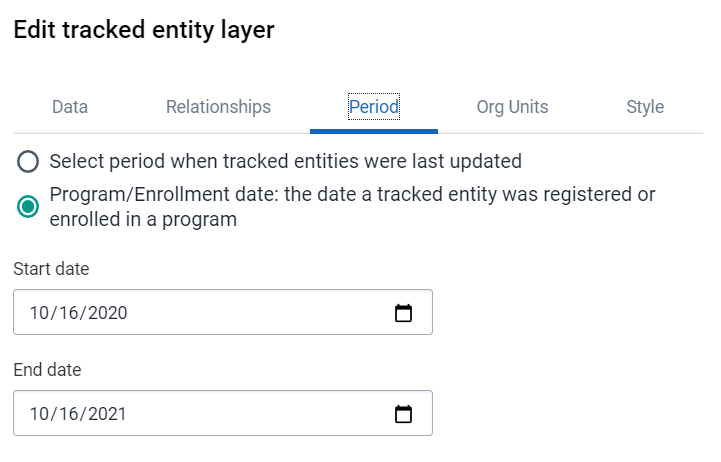 Edit tracked entity layer
Data Relationships Period Org Units Style
Select period when tracked entities were last updated
Program/Enrollment date: the date a tracked entity was registered or
enrolled in a program
Start date
10/16/2020
End date
10/16/2021